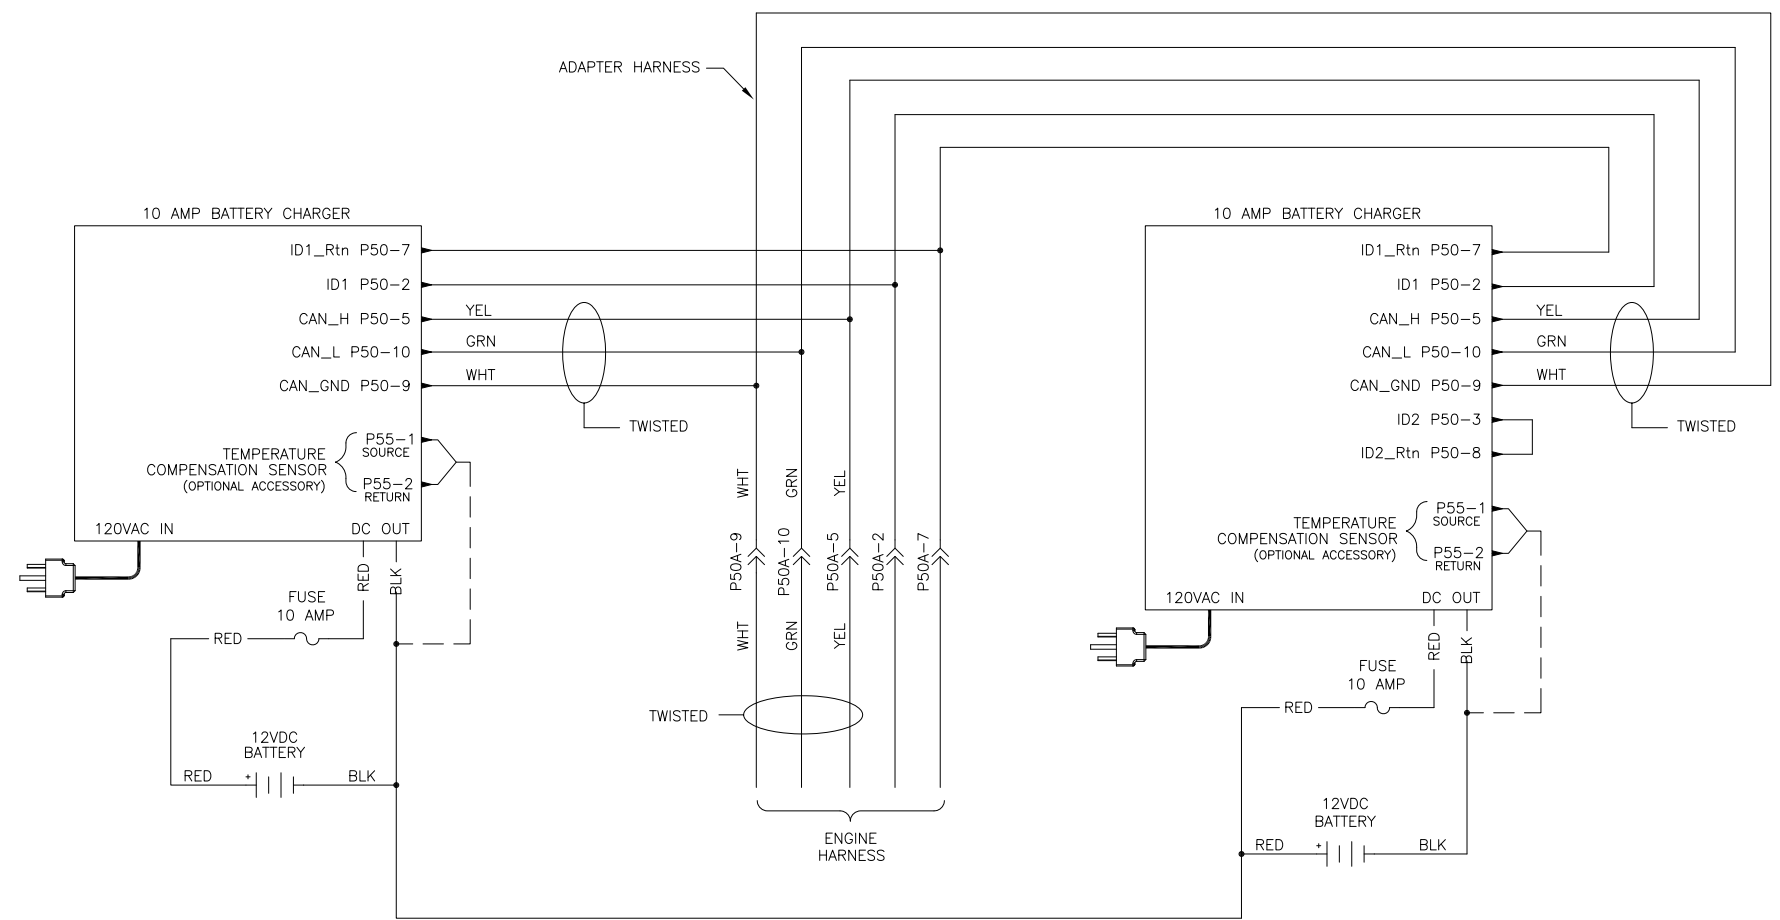 ADAPTER HARNESS
10 AMP BATTERY CHARGER
ID1_Rtn P50-7
ID1 P50-2
CAN_H P50-5
YEL
CAN_L P50-10
GRN
CAN_GND P50-9
WHT
TWISTED
P55-1
SOURCE
TEMPERATURE
COMPENSATION SENSOR
(OPTIONAL ACCESSORY)
P55-2
RETURN
120VAC IN
DC OUT
RED
BLK
FUSE
10 AMP
RED
12VDC
BATTERY
RED
+
BLK
WHT
GRN
YEL
P50A-9
P50A-10
P50A-5
P50A-2
P50A-7
WHT
GRN
YEL
TWISTED
ENGINE
HARNESS
10 AMP BATTERY CHARGER
ID1_Rtn P50-7
ID1 P50-2
CAN_H P50-5
YEL
CAN_L P50-10
GRN
CAN_GND P50-9
WHT
ID2 P50-3
TWISTED
ID2_Rtn P50-8
P55-1
SOURCE
TEMPERATURE
COMPENSATION SENSOR
(OPTIONAL ACCESSORY)
P55-2
RETURN
120VAC IN
DC OUT
RED
BLK
FUSE
10 AMP
RED
12VDC
BATTERY
RED
+
BLK